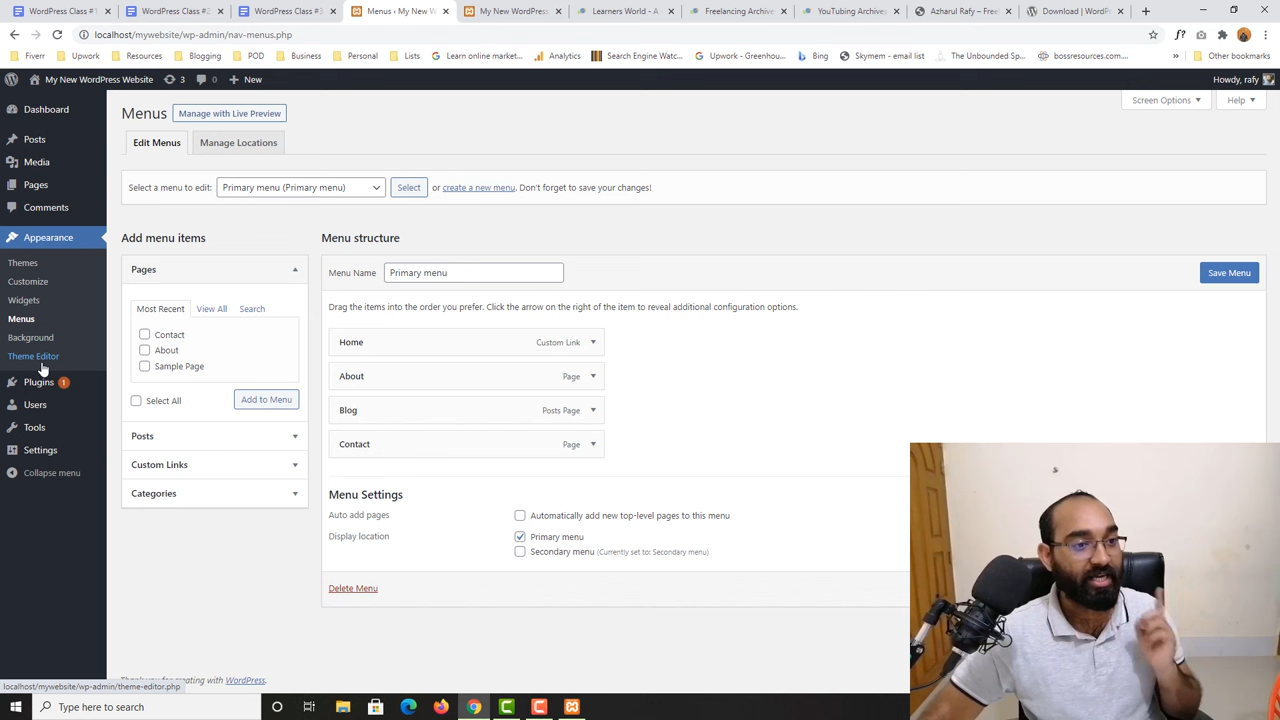 WordPress Class #1
WordPress Class #2
WordPress Class #3
Menus ‹ My New W
My New WordPress
Learners World - A
Freelancing Archive
YouTubing Archives
Azharul Rafy – Free
Download | WordP
localhost/mywebsite/wp-admin/nav-menus.php
Fiverr
Upwork
Resources
Blogging
POD
Business
Personal
Lists
Learn online market...
Analytics
Search Engine Watc...
Upwork - Greenhou...
Bing
Skymem - email list
The Unbounded Sp...
bossresources.com...
Other bookmarks
My New WordPress Website
3
0
New
Howdy, rafy
Dashboard
Posts
Media
Pages
Comments
Appearance
Themes
Customize
Widgets
Menus
Background
Theme Editor
Plugins 1
Users
Tools
Settings
Collapse menu
Menus
Manage with Live Preview
Screen Options
Help
Edit Menus
Manage Locations
Select a menu to edit:
Primary menu (Primary menu)
Select
or create a new menu. Don't forget to save your changes!
Add menu items
Pages
Most Recent
View All
Search
Contact
About
Sample Page
Select All
Add to Menu
Posts
Custom Links
Categories
Menu structure
Menu Name
Primary menu
Save Menu
Drag the items into the order you prefer. Click the arrow on the right of the item to reveal additional configuration options.
Home
Custom Link
About
Page
Blog
Posts Page
Contact
Page
Menu Settings
Auto add pages
Automatically add new top-level pages to this menu
Display location
Primary menu
Secondary menu (Currently set to: Secondary menu)
Delete Menu
Thank you for creating with WordPress.
localhost/mywebsite/wp-admin/theme-editor.php
Type here to search